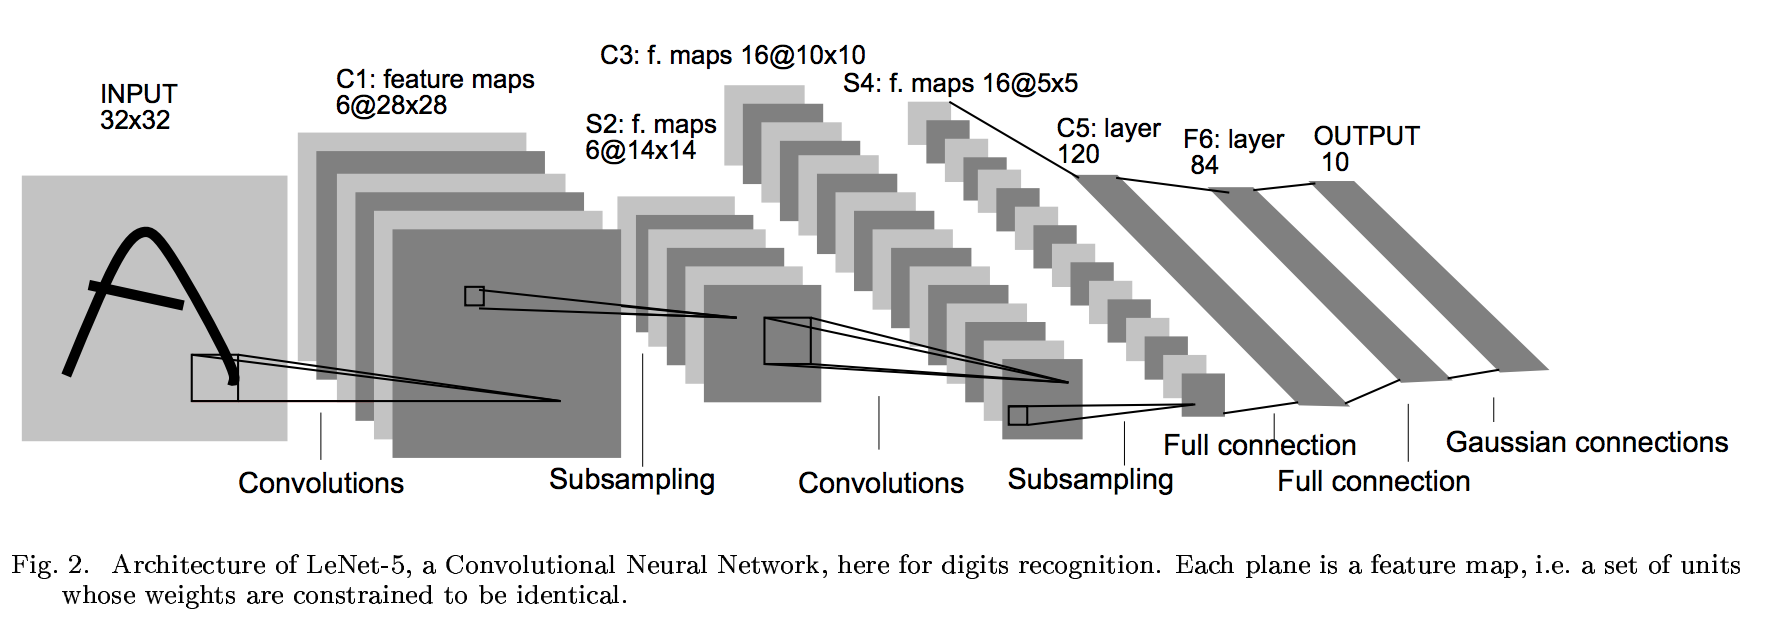 INPUT
32x32
C1: feature maps
6@28x28
C3: f. maps 16@10x10
S2: f. maps
6@14x14
S4: f. maps 16@5x5
C5: layer
120
F6: layer
84
OUTPUT
10
Convolutions
Subsampling
Convolutions
Subsampling
Full connection
Full connection
Gaussian connections
Fig. 2. Architecture of LeNet-5, a Convolutional Neural Network, here for digits recognition. Each plane is a feature map, i.e. a set of units
whose weights are constrained to be identical.